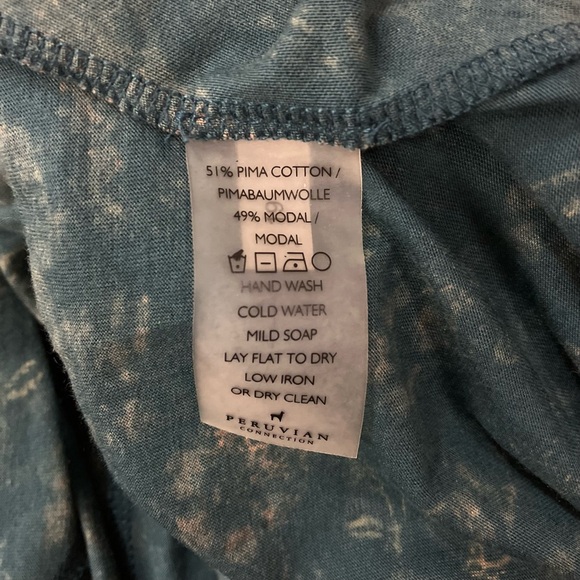 51% PIMA COTTON /
PIMABAUMWOLLE
49% MODAL /
MODAL
HAND WASH
COLD WATER
MILD SOAP
LAY FLAT TO DRY
LOW IRON
OR DRY CLEAN
PERUVIAN
CONNECTION